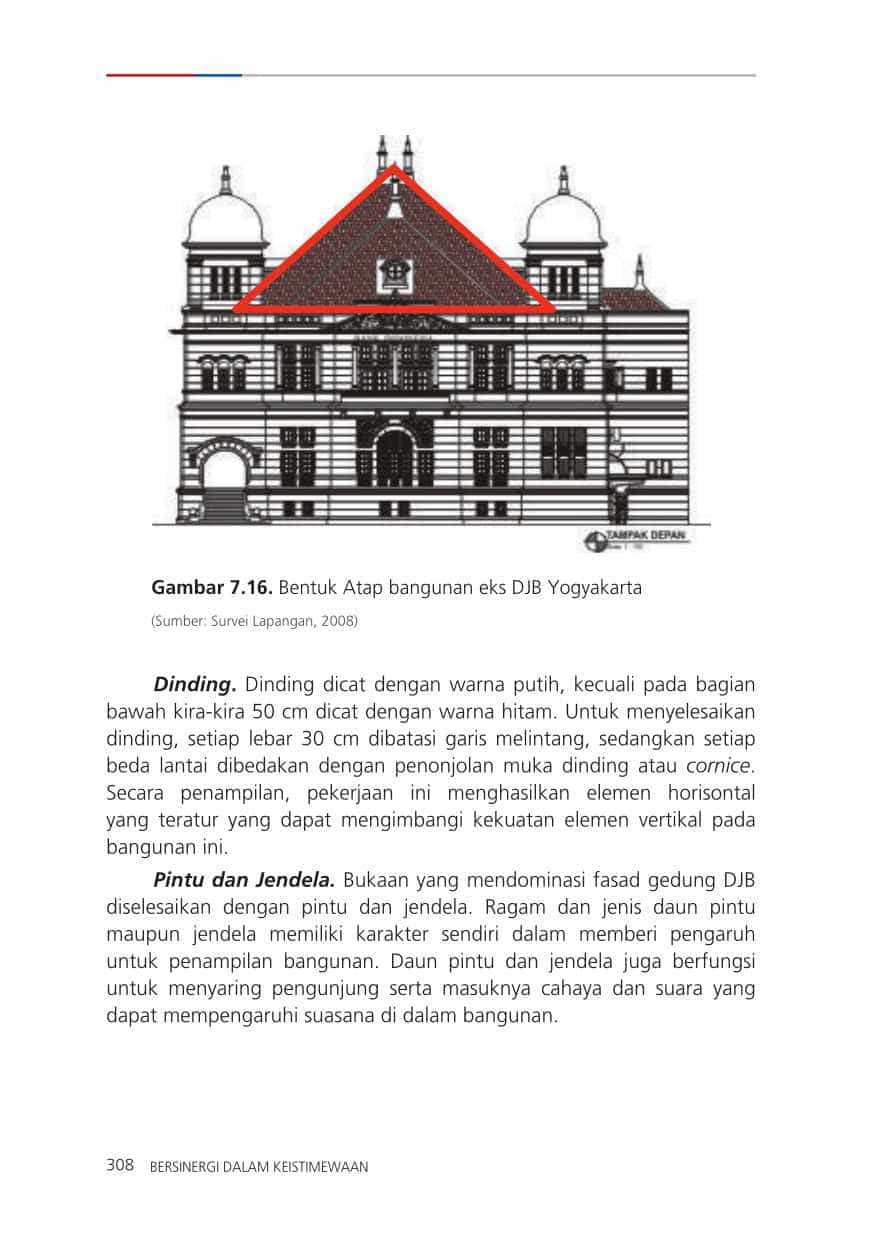 BANK INDONESIA
TAMPAK DEPAN
Gambar 7.16. Bentuk Atap bangunan eks DJB Yogyakarta
(Sumber: Survei Lapangan, 2008)
Dinding. Dinding dicat dengan warna putih, kecuali pada bagian
bawah kira-kira 50 cm dicat dengan warna hitam. Untuk menyelesaikan
dinding, setiap lebar 30 cm dibatasi garis melintang, sedangkan setiap
beda lantai dibedakan dengan penonjolan muka dinding atau cornice.
Secara penampilan, pekerjaan ini menghasilkan elemen horisontal
yang teratur yang dapat mengimbangi kekuatan elemen vertikal pada
bangunan ini.
Pintu dan Jendela. Bukaan yang mendominasi fasad gedung DJB
diselesaikan dengan pintu dan jendela. Ragam dan jenis daun pintu
maupun jendela memiliki karakter sendiri dalam memberi pengaruh
untuk penampilan bangunan. Daun pintu dan jendela juga berfungsi
untuk menyaring pengunjung serta masuknya cahaya dan suara yang
dapat mempengaruhi suasana di dalam bangunan.
308 BERSINERGI DALAM KEISTIMEWAAN